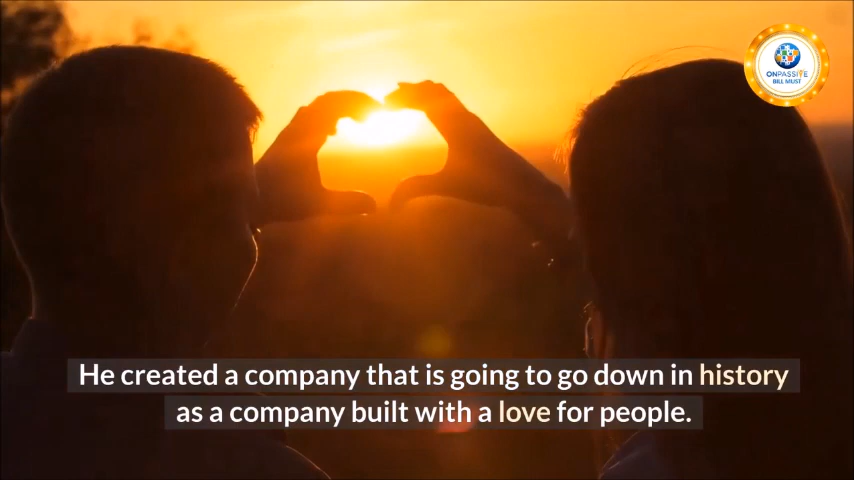 ONPASSIVE
BILL MUST
He created a company that is going to go down in history
as a company built with a love for people.